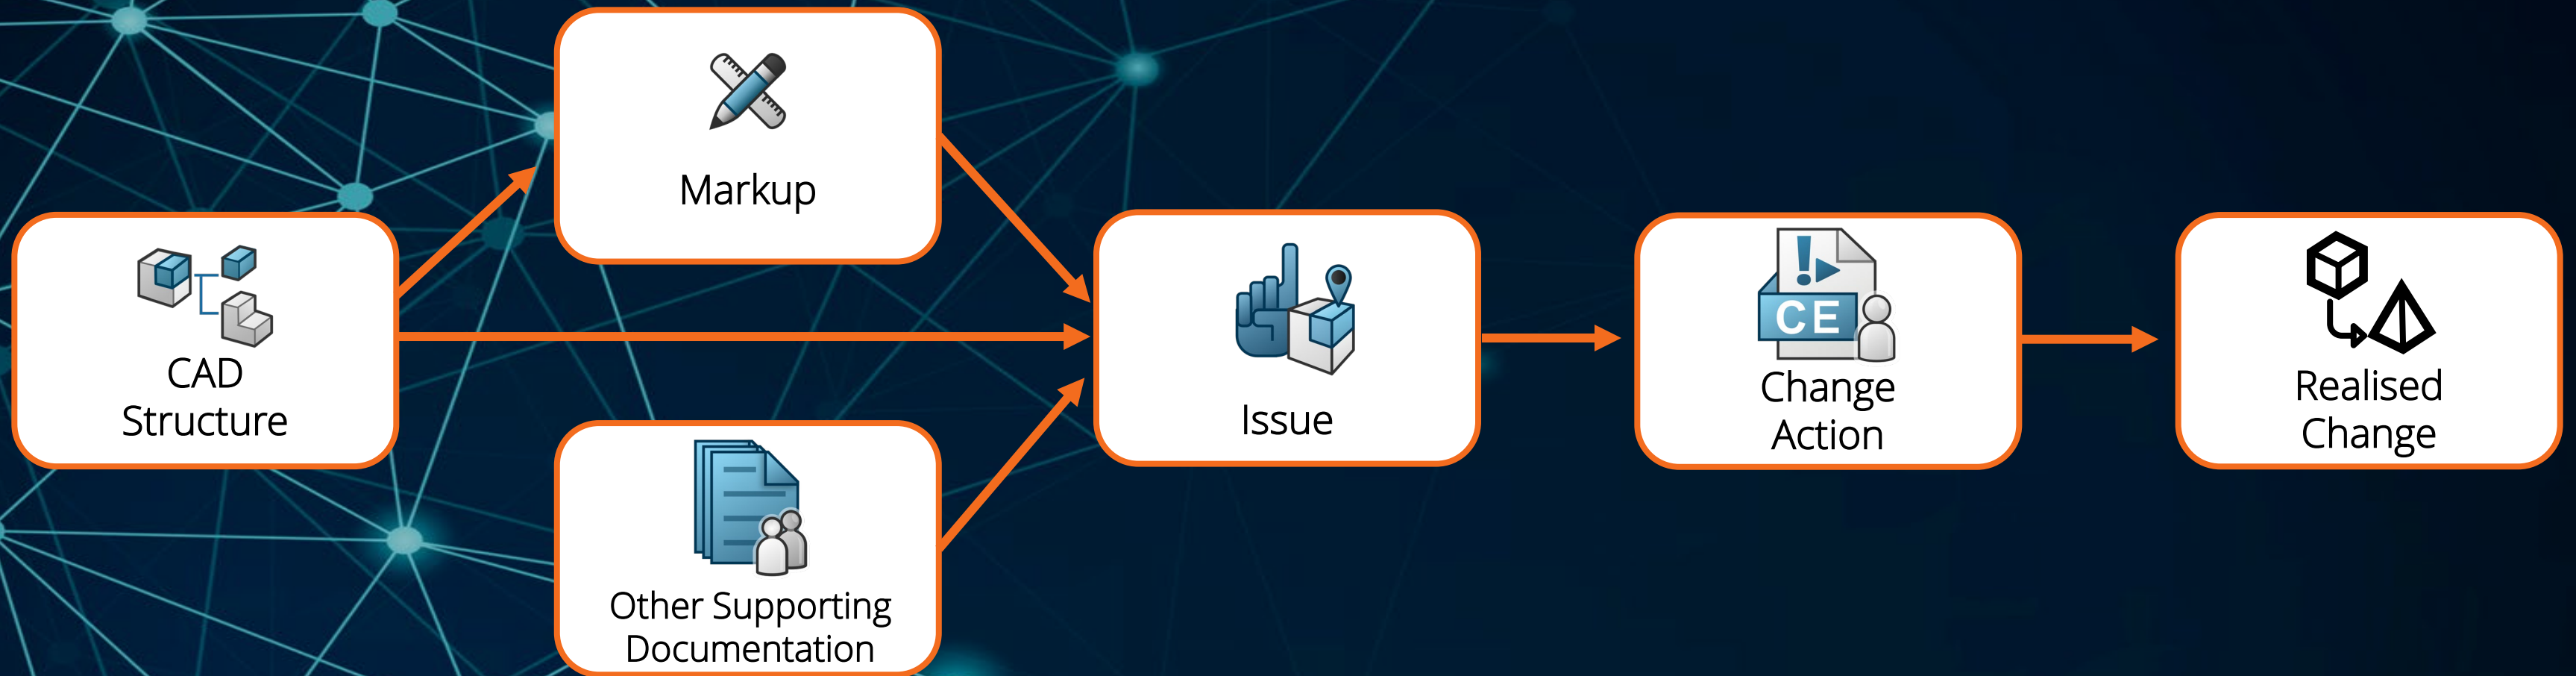 Markup
CAD
Structure
Other Supporting
Documentation
Issue
CE
Change
Action
Realised
Change